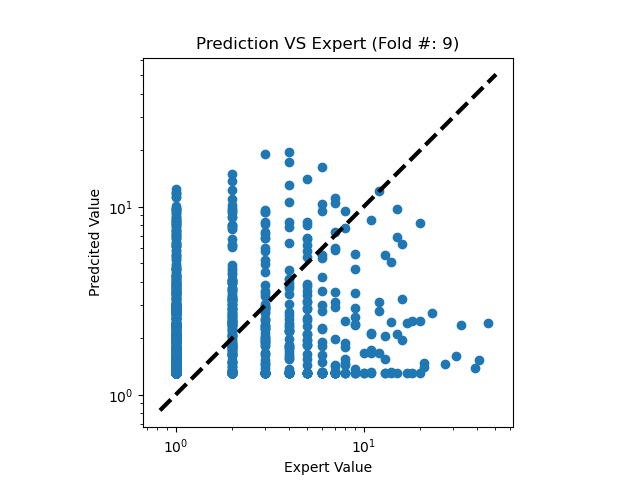 Prediction VS Expert (Fold #: 9)
Predcited Value
10¹
10⁰
10⁰
10¹
Expert Value